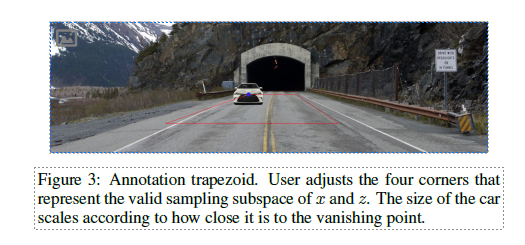 Figure 3: Annotation trapezoid. User adjusts the four corners that
represent the valid sampling subspace of x and z. The size of the car
scales according to how close it is to the vanishing point.